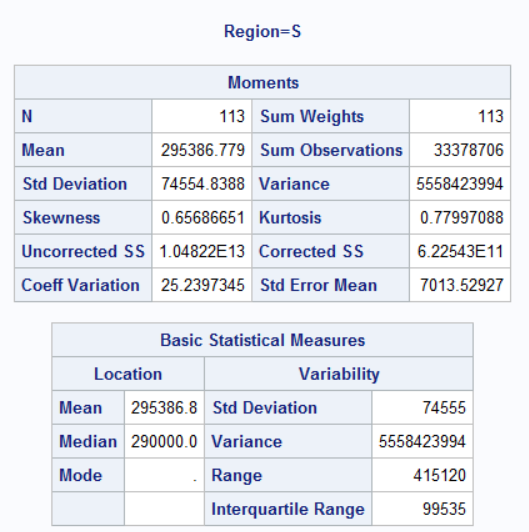 Region=S
Moments
N 113 Sum Weights 113
Mean 295386.779 Sum Observations 33378706
Std Deviation 74554.8388 Variance 5558423994
Skewness 0.65686651 Kurtosis 0.77997088
Uncorrected SS 1.04822E13 Corrected SS 6.22543E11
Coeff Variation 25.2397345 Std Error Mean 7013.52927
Basic Statistical Measures
Location Variability
Mean 295386.8 Std Deviation 74555
Median 290000.0 Variance 5558423994
Mode . Range 415120
Interquartile Range 99535